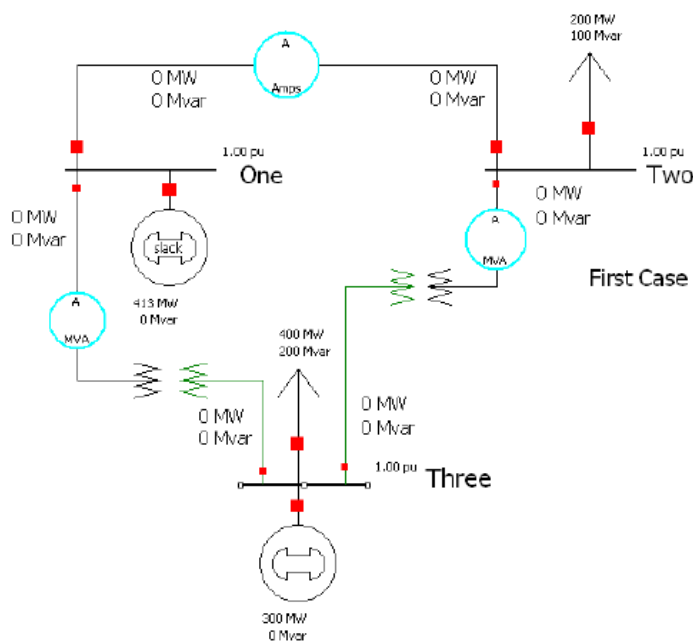 200 MW
100 Mvar
A
Amps
0 MW
0 Mvar
0 MW
0 Mvar
1.00 pu
One
1.00 pu
Two
0 MW
0 Mvar
slack
413 MW
0 Mvar
0 MW
0 Mvar
A
MVA
First Case
A
MVA
400 MW
200 Mvar
0 MW
0 Mvar
0 MW
0 Mvar
1.00 pu
Three
300 MW
0 Mvar